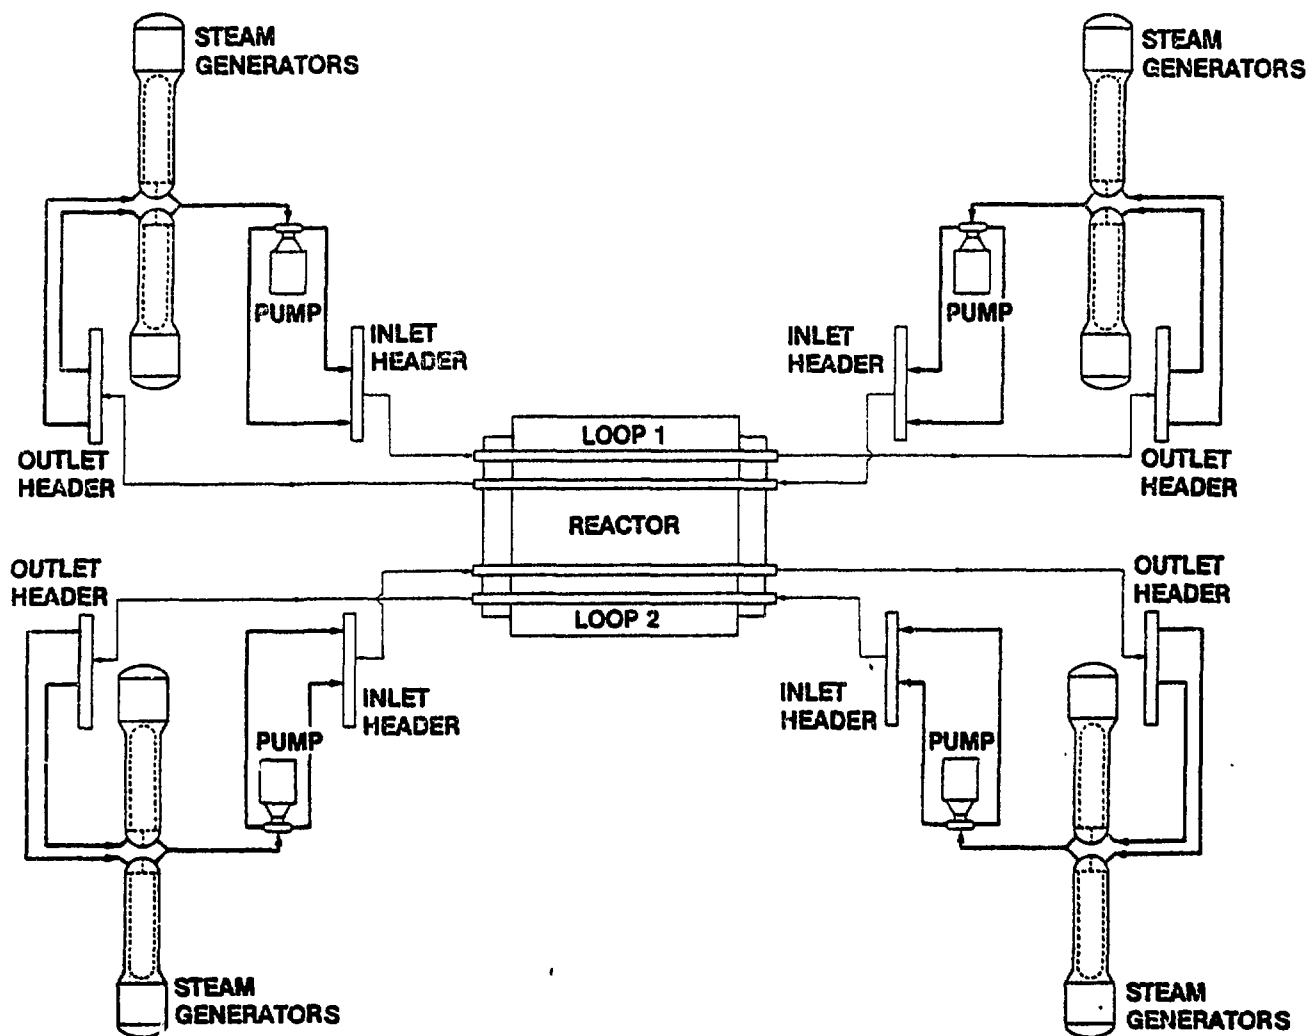 STEAM
GENERATORS
STEAM
GENERATORS
PUMP
PUMP
INLET
HEADER
INLET
HEADER
LOOP 1
OUTLET
HEADER
OUTLET
HEADER
REACTOR
OUTLET
HEADER
OUTLET
HEADER
LOOP 2
INLET
HEADER
INLET
HEADER
PUMP
PUMP
STEAM
GENERATORS
STEAM
GENERATORS